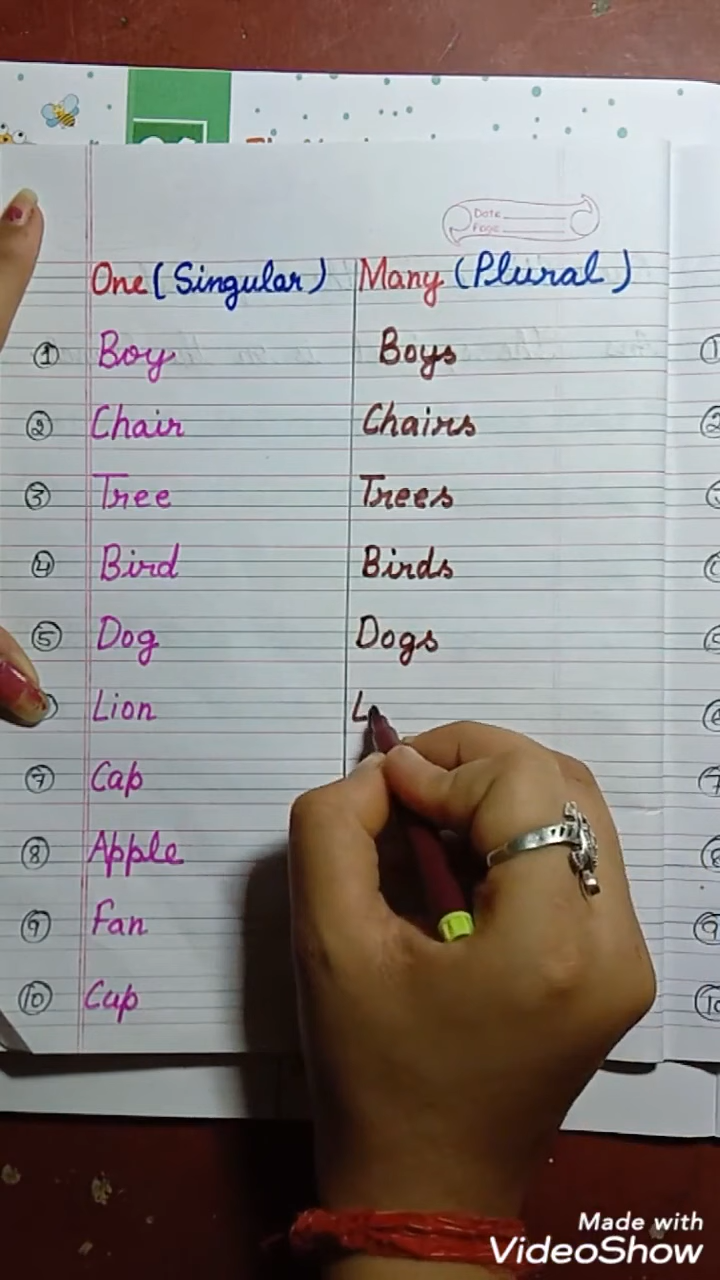 Date
Page
One (Singular) Many (Plural)
1 Boy Boys
2 Chair Chairs
3 Tree Trees
4 Bird Birds
5 Dog Dogs
Lion L
7 Cap
8 Apple
9 Fan
10 Cup
Made with
VideoShow